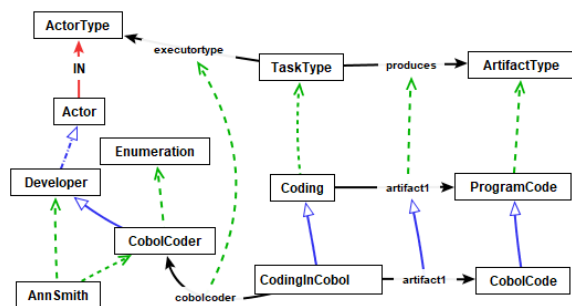 ActorType
executortype
TaskType
produces
ArtifactType
IN
Actor
Enumeration
Developer
Coding
artifact1
ProgramCode
CobolCoder
AnnSmith
cobolcoder
CodingInCobol
artifact1
CobolCode